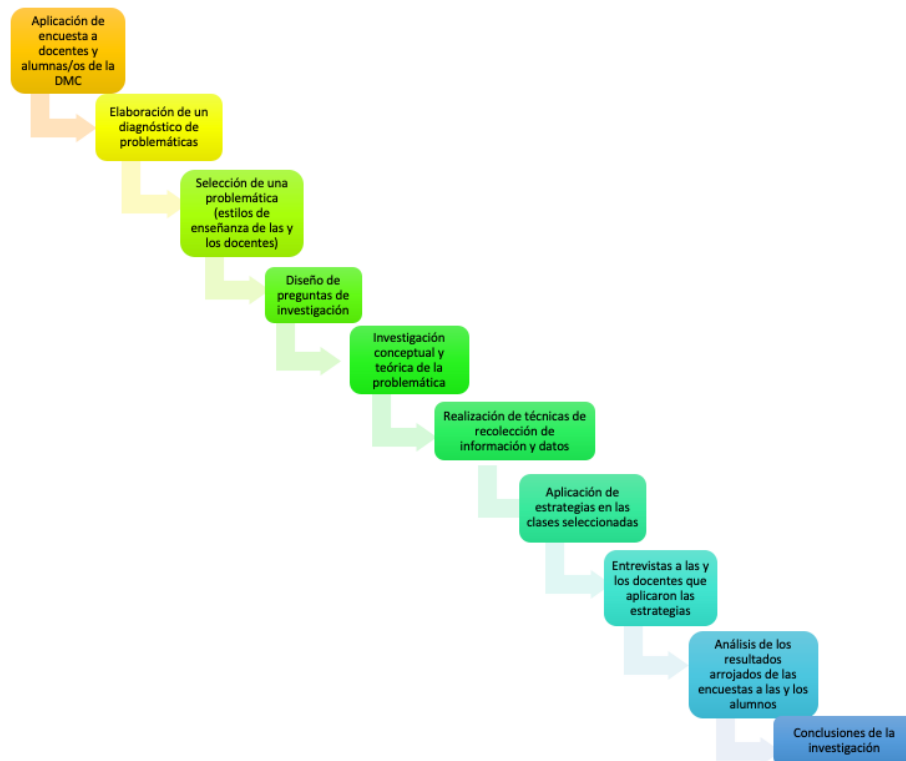 Aplicación de
encuesta a
docentes y
alumnas/os de la
DMC
Elaboración de un
diagnóstico de
problemáticas
Selección de una
problemática
(estilos de
enseñanza de las y
los docentes)
Diseño de
preguntas de
investigación
Investigación
conceptual y
teórica de la
problemática
Realización de técnicas de
recolección de
información y datos
Aplicación de
estrategias en las
clases seleccionadas
Entrevistas a las y
los docentes que
aplicaron las
estrategias
Análisis de los
resultados
arrojados de las
encuestas a las y los
alumnos
Conclusiones de la
investigación